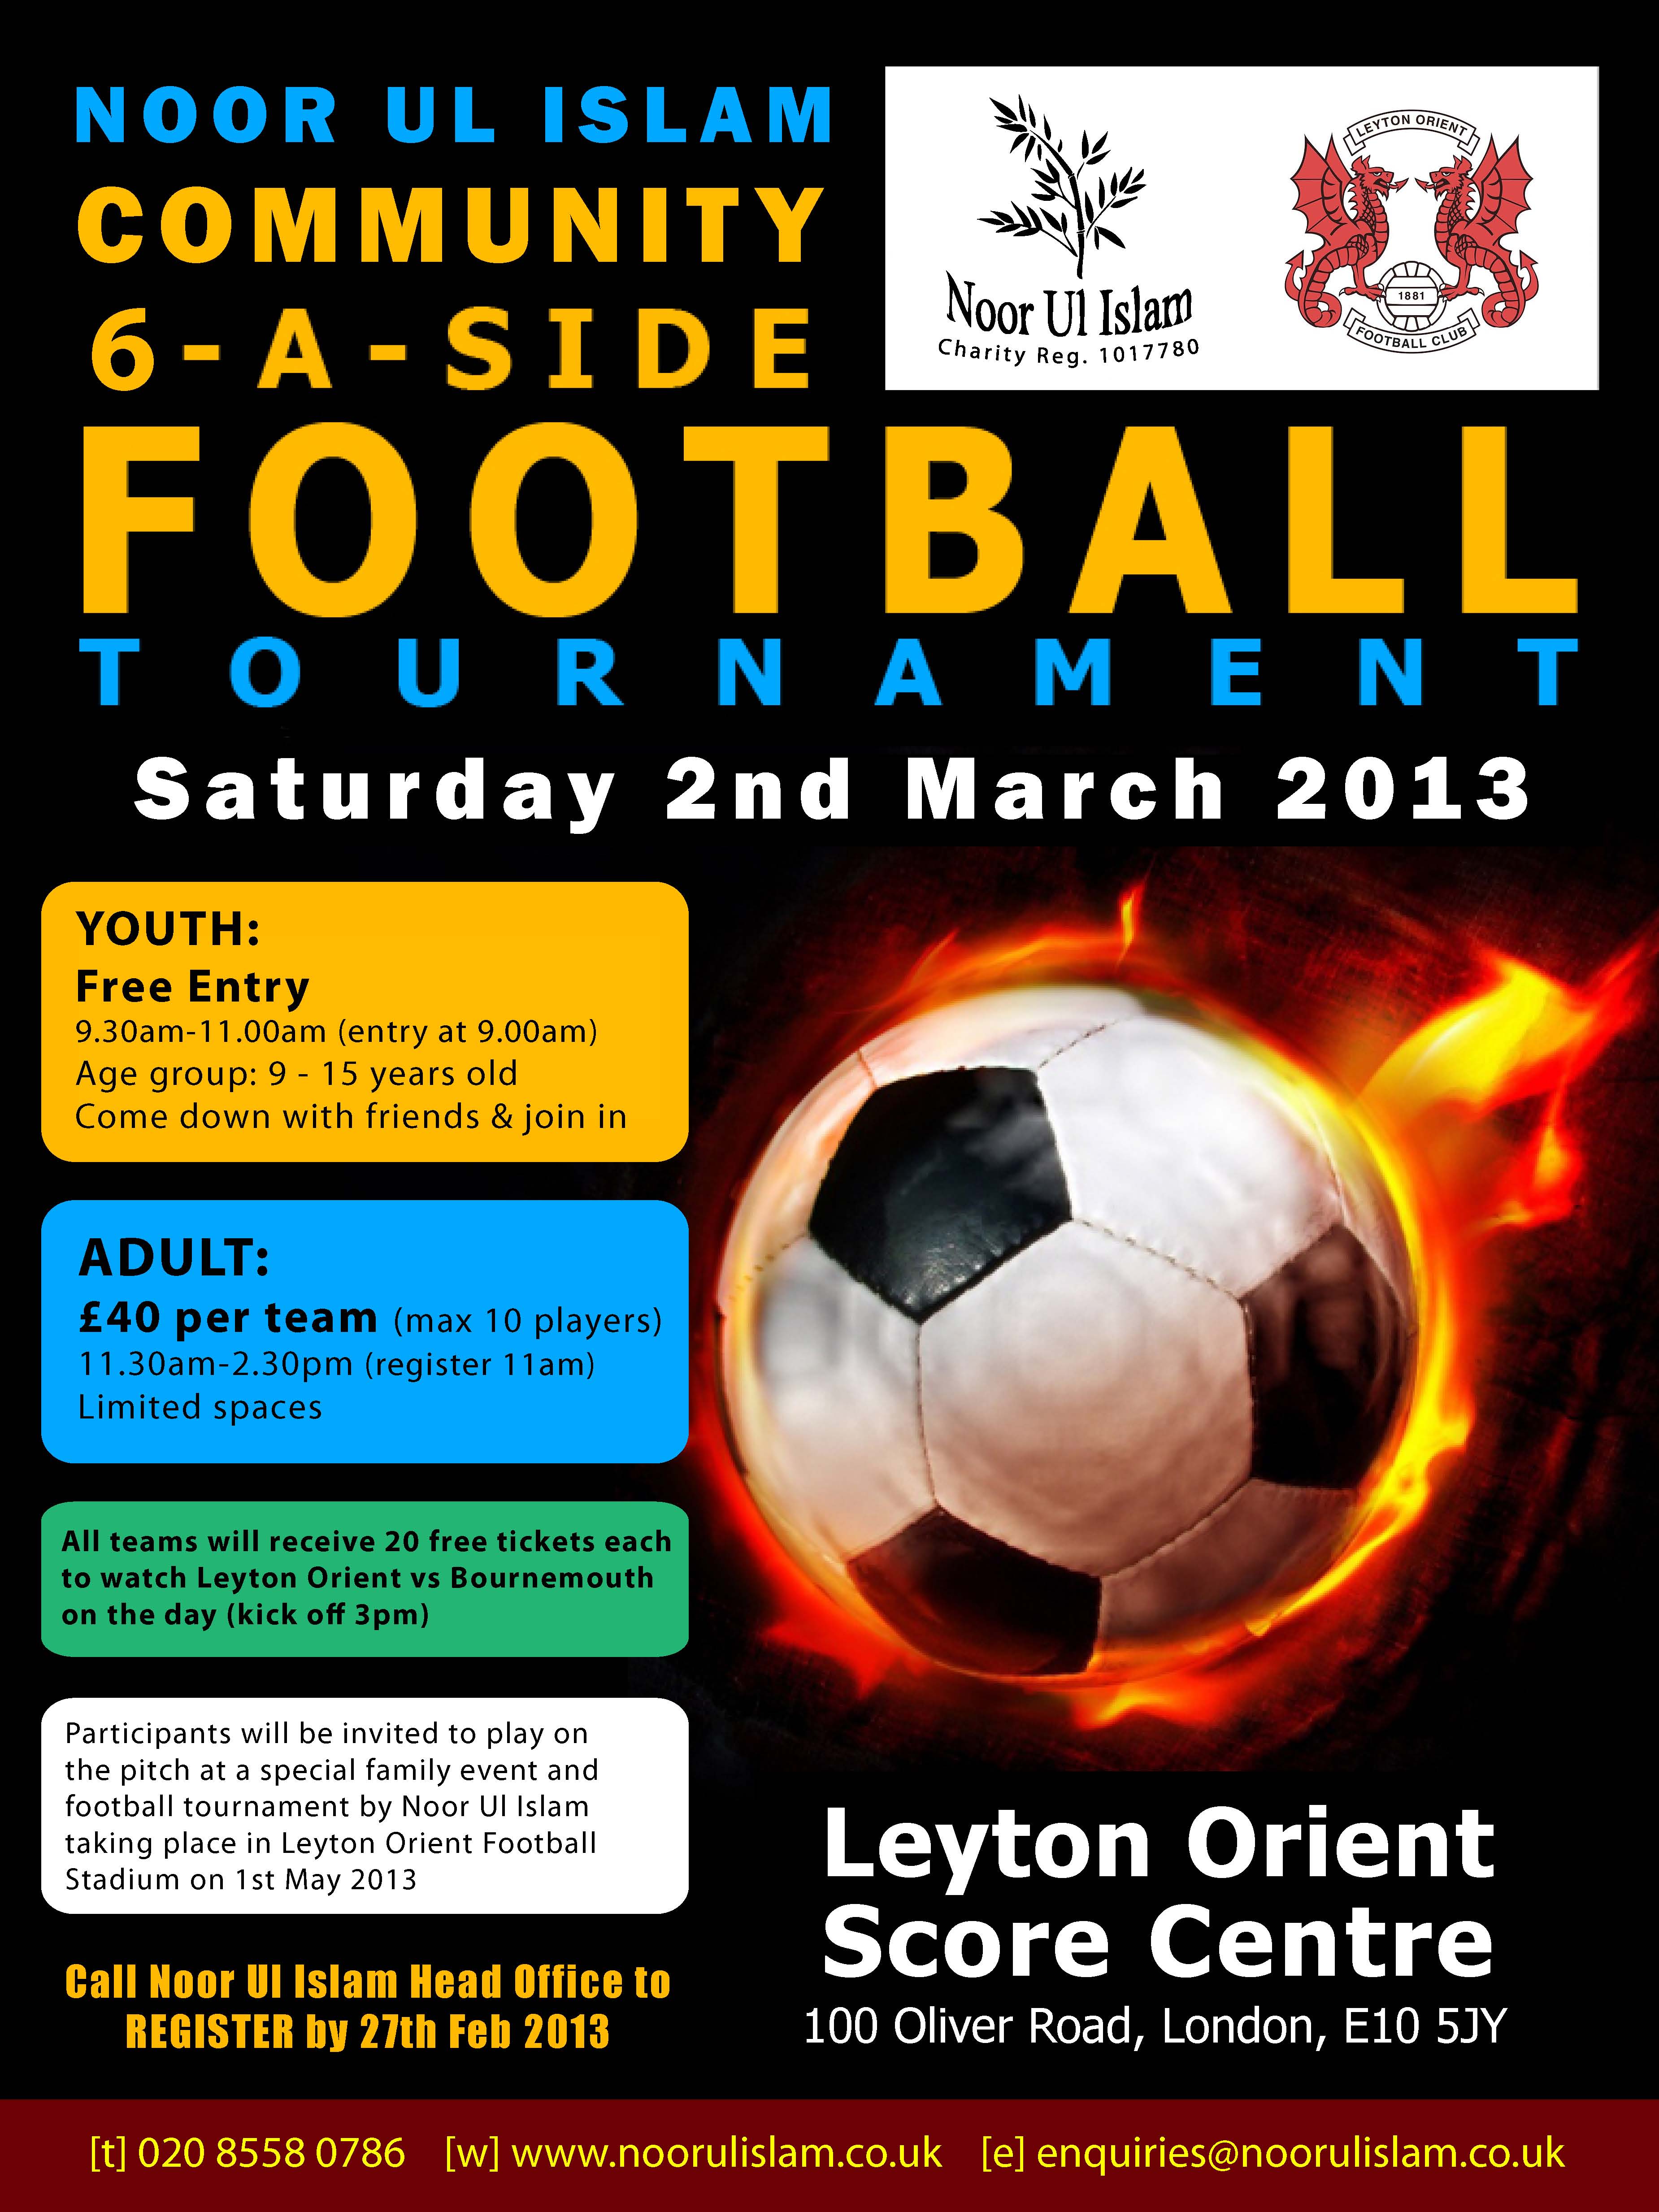 NOOR UL ISLAM
COMMUNITY
6-A-SIDE
FOOTBALL
TOURNAMENT
Noor Ul Islam
Charity Reg. 1017780
LEYTON ORIENT
1881
FOOTBALL CLUB
Saturday 2nd March 2013
YOUTH:
Free Entry
9.30am-11.00am (entry at 9.00am)
Age group: 9 - 15 years old
Come down with friends & join in
ADULT:
£40 per team (max 10 players)
11.30am-2.30pm (register 11am)
Limited spaces
All teams will receive 20 free tickets each
to watch Leyton Orient vs Bournemouth
on the day (kick off 3pm)
Participants will be invited to play on
the pitch at a special family event and
football tournament by Noor Ul Islam
taking place in Leyton Orient Football
Stadium on 1st May 2013
Call Noor Ul Islam Head Office to
REGISTER by 27th Feb 2013
Leyton Orient
Score Centre
100 Oliver Road, London, E10 5JY
[t] 020 8558 0786 [w] www.noorulislam.co.uk [e] enquiries@noorulislam.co.uk